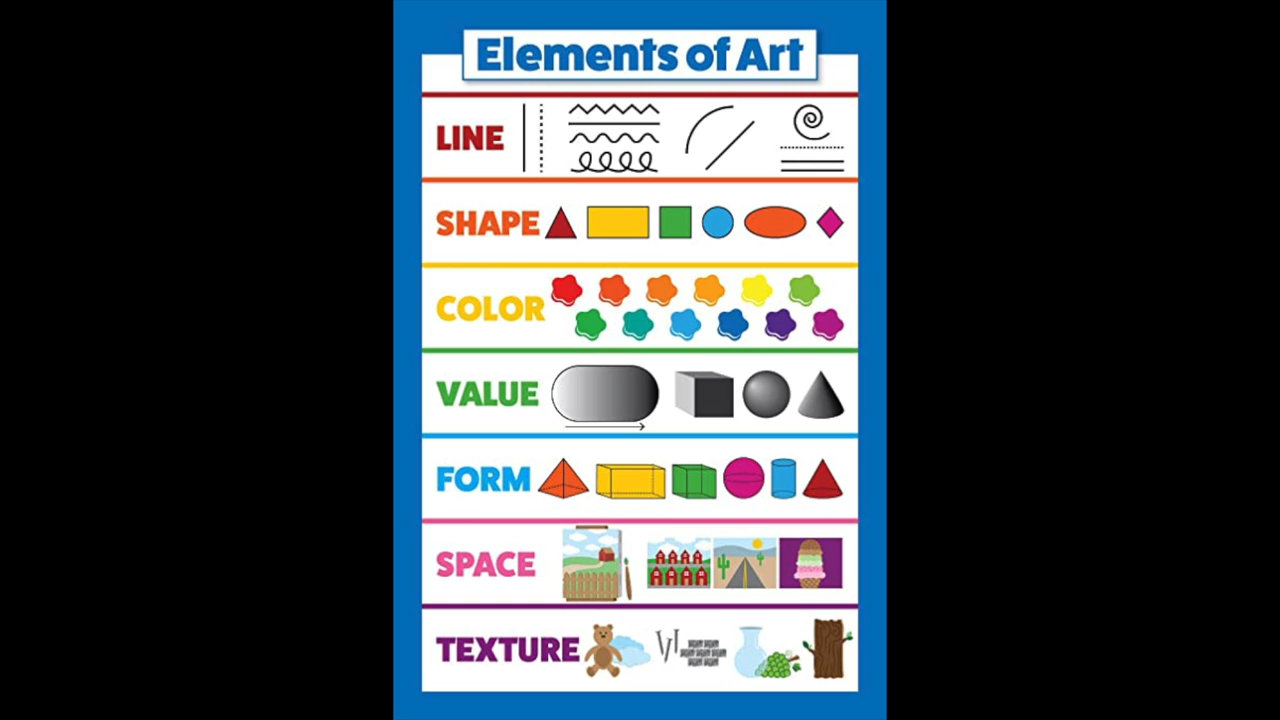 Elements of Art
LINE
SHAPE
COLOR
VALUE
FORM
SPACE
TEXTURE